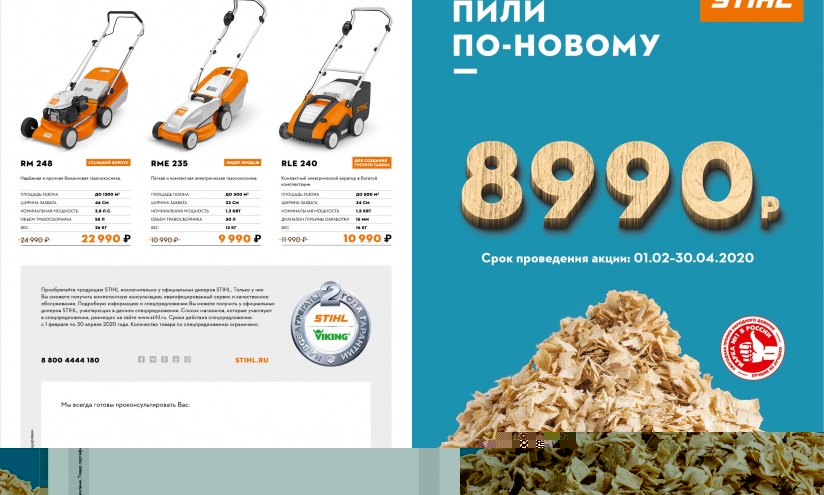 RM 248
СТАЛЬНОЙ КОРПУС
Надёжная и прочная бензиновая газонокосилка.
ПЛОЩАДЬ ГАЗОНА ДО 1200 М²
ШИРИНА ЗАХВАТА 46 СМ
НОМИНАЛЬНАЯ МОЩНОСТЬ 2,8 Л.С.
ОБЪЁМ ТРАВОСБОРНИКА 55 Л
ВЕС 26 КГ
24 990 ₽ 22 990 ₽
RME 235
ЛИДЕР ПРОДАЖ
Лёгкая и компактная электрическая газонокосилка.
ПЛОЩАДЬ ГАЗОНА ДО 300 М²
ШИРИНА ЗАХВАТА 33 СМ
НОМИНАЛЬНАЯ МОЩНОСТЬ 1,2 КВТ
ОБЪЁМ ТРАВОСБОРНИКА 30 Л
ВЕС 13 КГ
10 990 ₽ 9 990 ₽
RLE 240
ДЛЯ СОЗДАНИЯ
ГУСТОГО ГАЗОНА
Компактный электрический аэратор в богатой
комплектации.
ПЛОЩАДЬ ГАЗОНА ДО 500 М²
ШИРИНА ЗАХВАТА 34 СМ
НОМИНАЛЬНАЯ МОЩНОСТЬ 1,5 КВТ
ДИАПАЗОН ГЛУБИНЫ ОБРАБОТКИ 15 ММ
ВЕС 16 КГ
11 990 ₽ 10 990 ₽
Приобретайте продукцию STIHL исключительно у официальных дилеров STIHL. Только у них
Вы сможете получить компетентную консультацию, квалифицированный сервис и качественное
обслуживание. Подробную информацию о спецпредложении Вы можете получить у официальных
дилеров STIHL, участвующих в данном спецпредложении. Список магазинов, которые участвуют
в спецпредложении, размещен на сайте www.stihl.ru. Сроки действия спецпредложения:
с 1 февраля по 30 апреля 2020 года. Количество товара по спецпредложению ограничено.
2 ГОДА ГАРАНТИИ
НА ВСЕ АГРЕГАТЫ
STIHL
VIKING
8 800 4444 180
STIHL.RU
Мы всегда готовы проконсультировать Вас:
ПИЛИ
ПО-НОВОМУ
STIHL
8990₽
Срок проведения акции: 01.02–30.04.2020
МАРКА №1 В РОССИИ